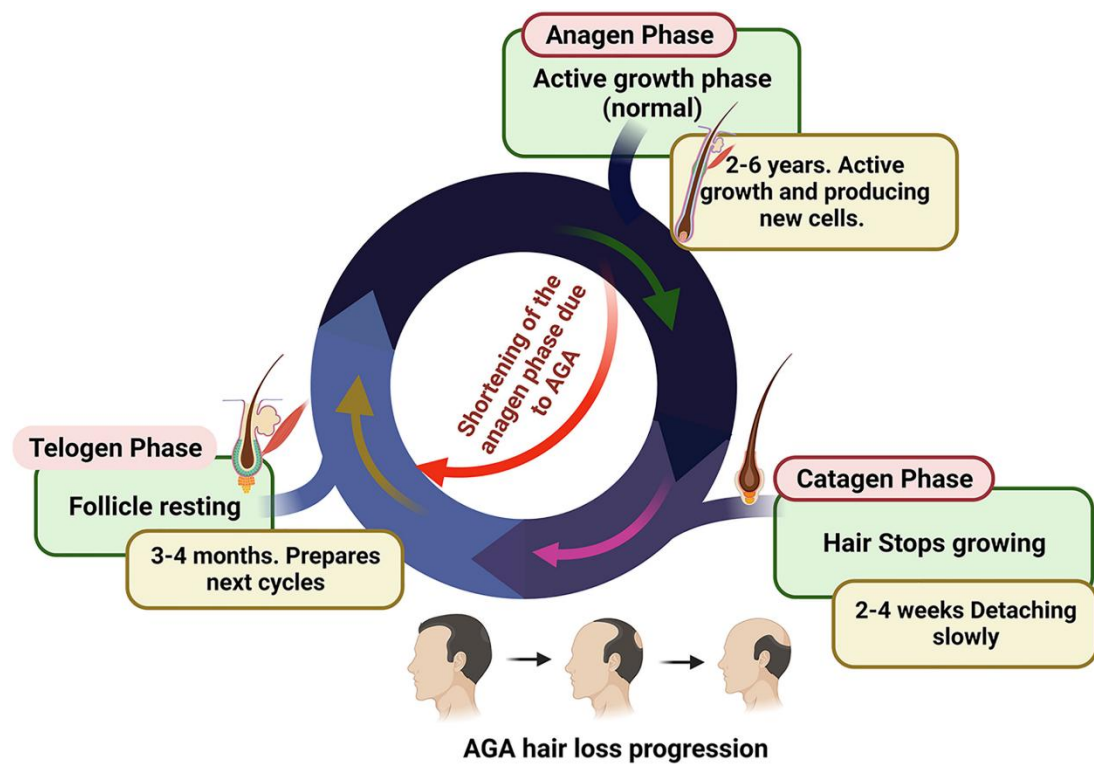 Anagen Phase
Active growth phase
(normal)
2-6 years. Active
growth and producing
new cells.
Shortening of the
anagen phase due
to AGA
Telogen Phase
Follicle resting
3-4 months. Prepares
next cycles
Catagen Phase
Hair Stops growing
2-4 weeks Detaching
slowly
AGA hair loss progression